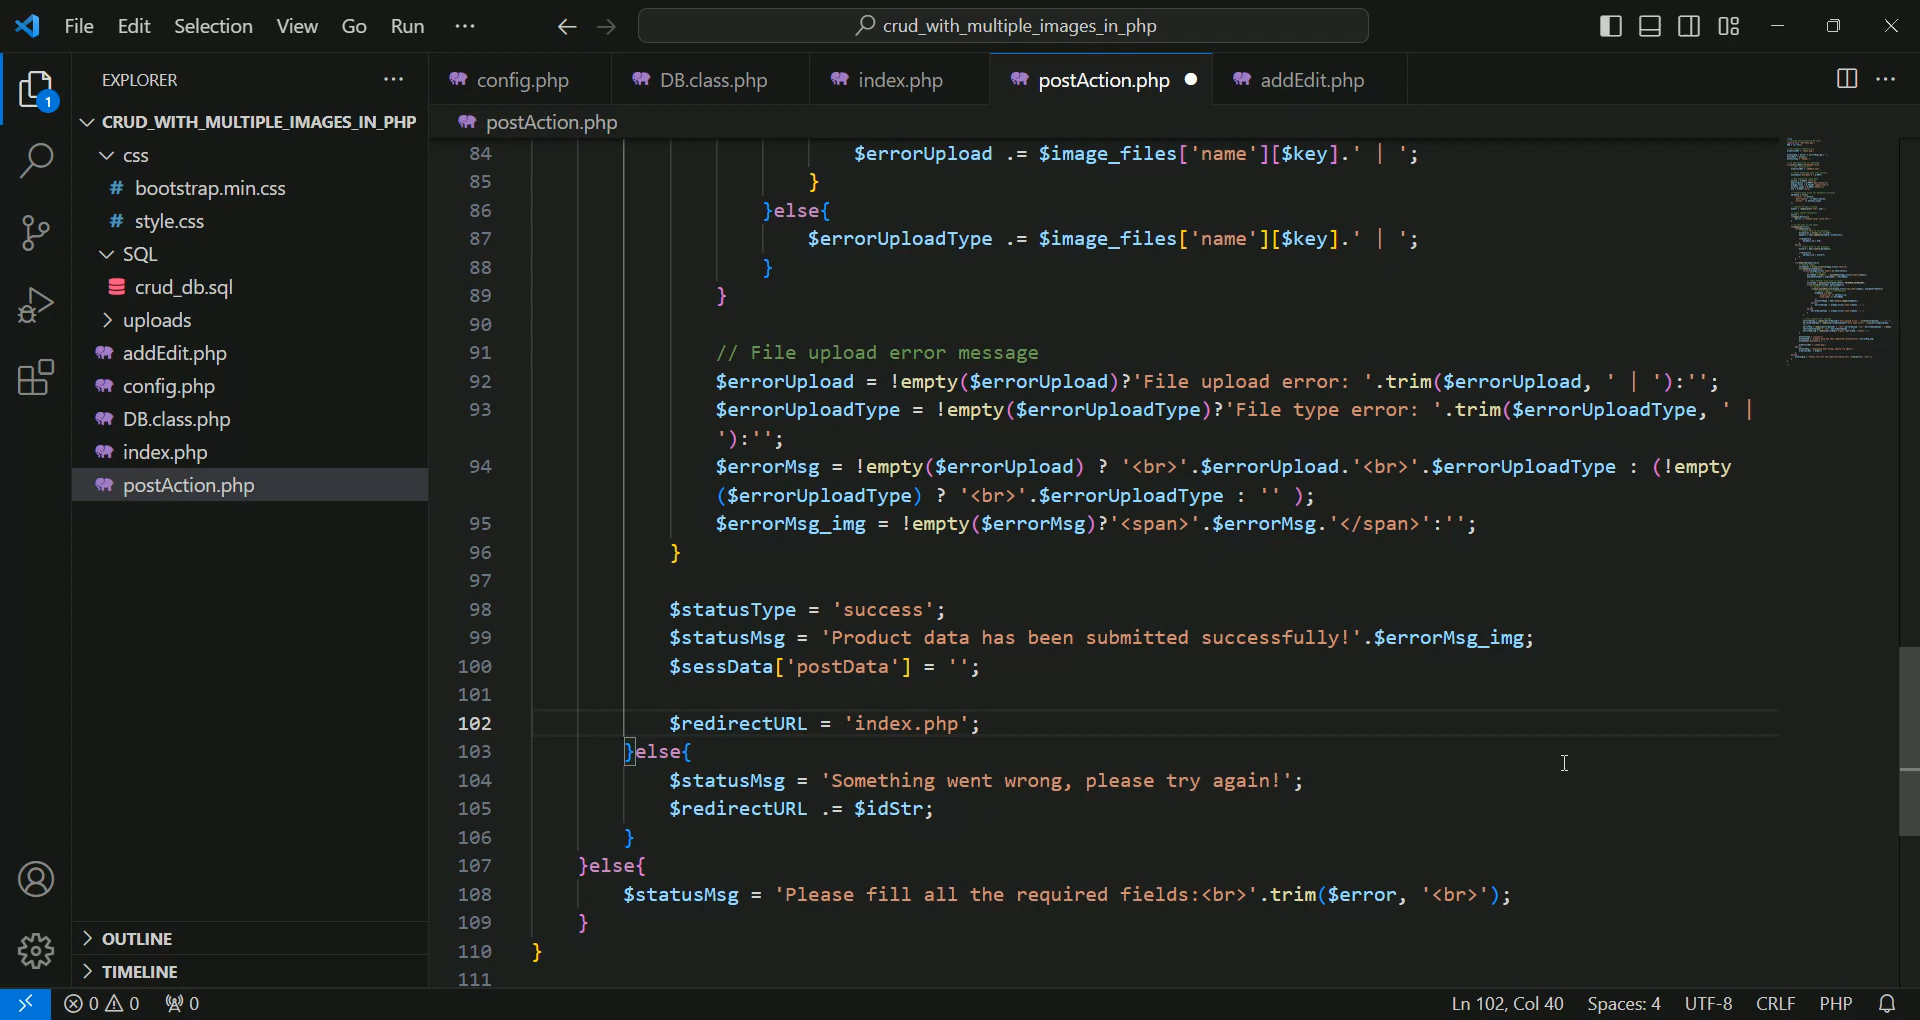 File Edit Selection View Go Run ··· crud_with_multiple_images_in_php
EXPLORER ···
config.php DB.class.php index.php postAction.php ● addEdit.php ···
1
CRUD_WITH_MULTIPLE_IMAGES_IN_PHP
css
# bootstrap.min.css
# style.css
SQL
crud_db.sql
uploads
addEdit.php
config.php
DB.class.php
index.php
postAction.php
OUTLINE
TIMELINE
postAction.php
84 $errorUpload .= $image_files['name'][$key].' | ';
85 }
86 }else{
87 $errorUploadType .= $image_files['name'][$key].' | ';
88 }
89 }
90
91 // File upload error message
92 $errorUpload = !empty($errorUpload)?'File upload error: '.trim($errorUpload, ' | '):'';
93 $errorUploadType = !empty($errorUploadType)?'File type error: '.trim($errorUploadType, ' |
'):'';
94 $errorMsg = !empty($errorUpload) ? '<br>'.$errorUpload.'<br>'.$errorUploadType : (!empty
($errorUploadType) ? '<br>'.$errorUploadType : '' );
95 $errorMsg_img = !empty($errorMsg)?'<span>'.$errorMsg.'</span>':'';
96 }
97
98 $statusType = 'success';
99 $statusMsg = 'Product data has been submitted successfully!'.$errorMsg_img;
100 $sessData['postData'] = '';
101
102 $redirectURL = 'index.php';
103 }else{
104 $statusMsg = 'Something went wrong, please try again!';
105 $redirectURL .= $idStr;
106 }
107 }else{
108 $statusMsg = 'Please fill all the required fields:<br>'.trim($error, '<br>');
109 }
110 }
111
0 0 0 Ln 102, Col 40 Spaces: 4 UTF-8 CRLF PHP